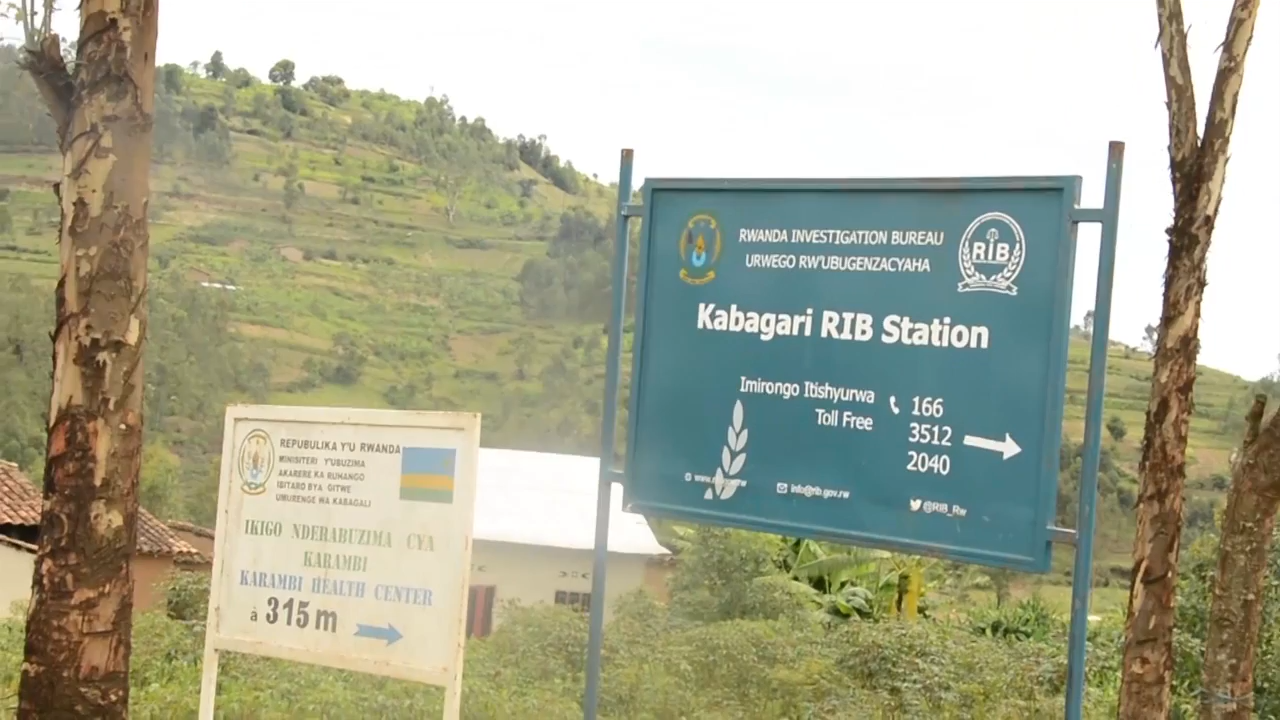 REPUBULIKA Y'U RWANDA
MINISITERI Y'UBUZIMA
AKARERE KA RUHANGO
IBITARO BYA GITWE
UMURENGE WA KABAGALI
IKIGO NDERABUZIMA CYA
KARAMBI
KARAMBI HEALTH CENTER
à 315 m
RWANDA INVESTIGATION BUREAU
URWEGO RW'UBUGENZACYAHA
RIB
Kabagari RIB Station
Imirongo Itishyurwa
Toll Free
166
3512
2040
info@rib.gov.rw
@RIB_Rw